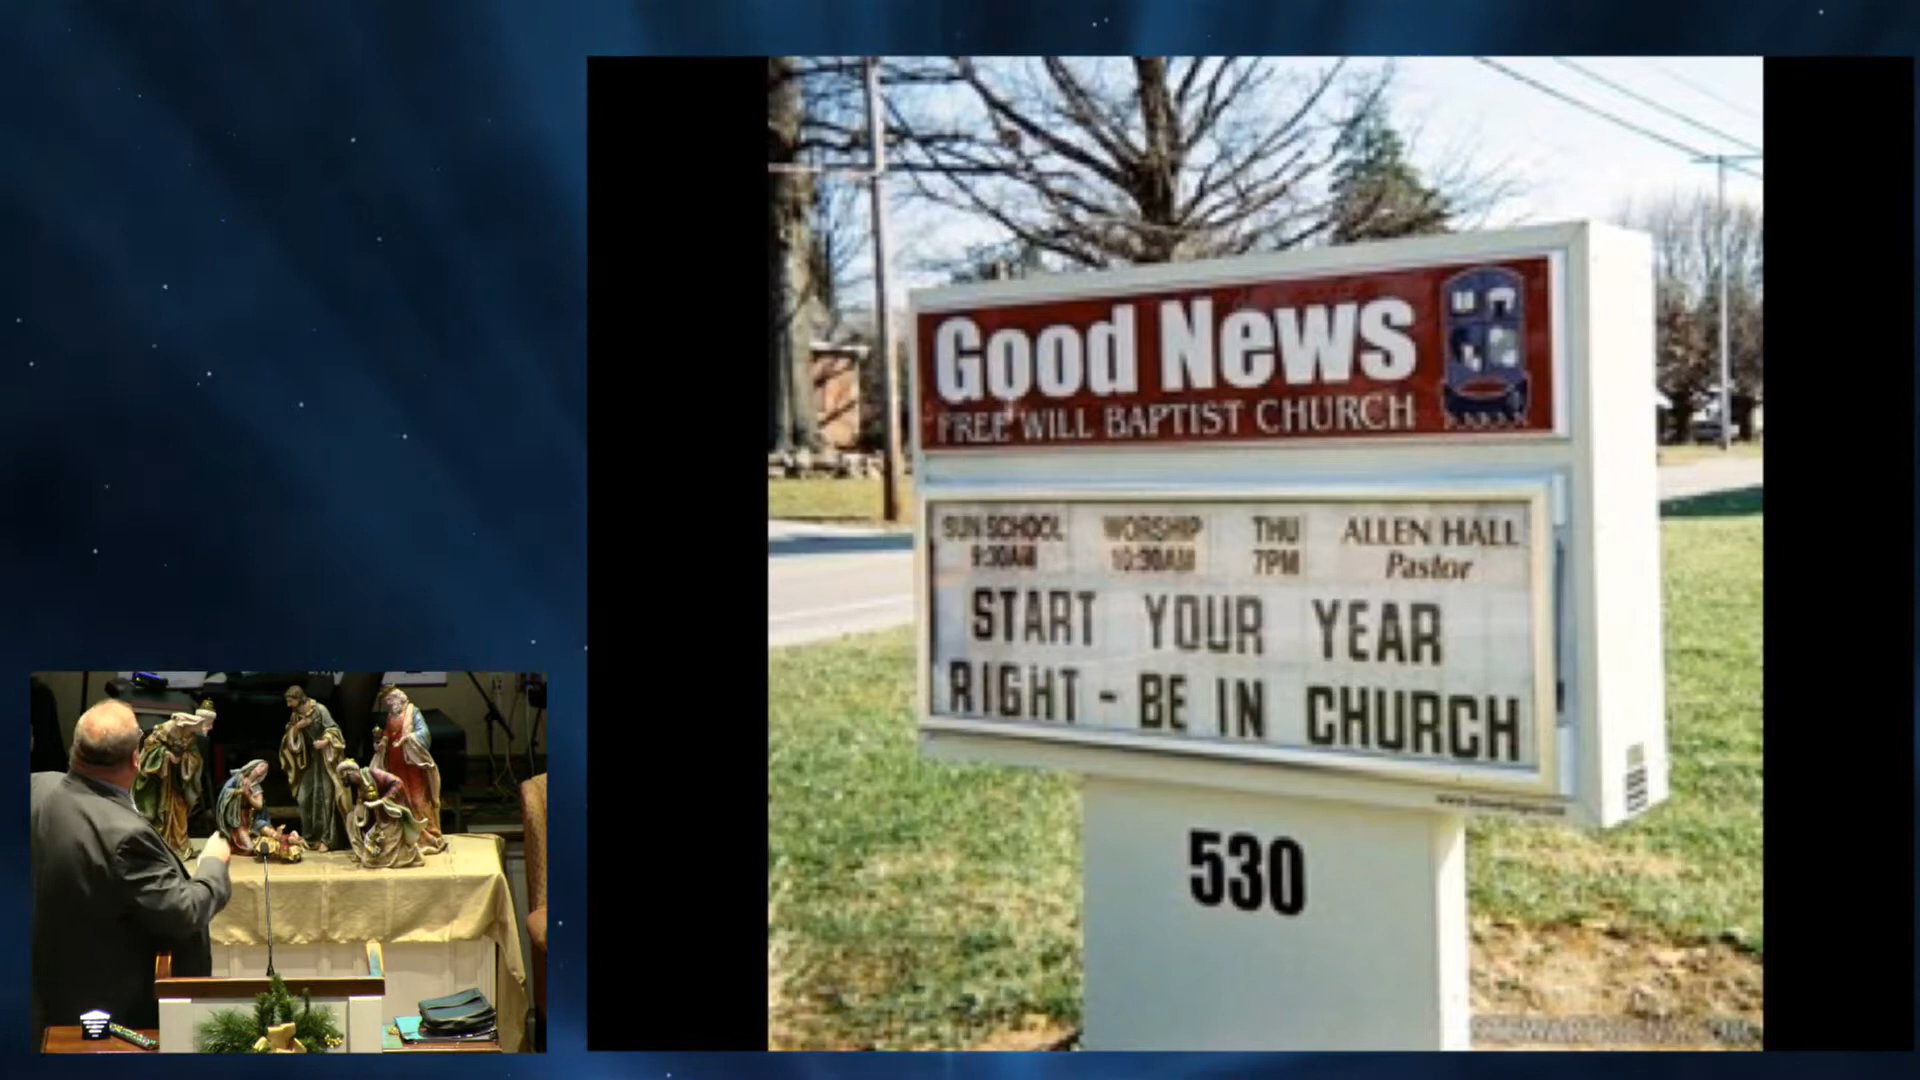 Good News
FREE WILL BAPTIST CHURCH
SUN SCHOOL WORSHIP THU ALLEN HALL
9:30AM 10:30AM 7PM Pastor
START YOUR YEAR
RIGHT - BE IN CHURCH
530